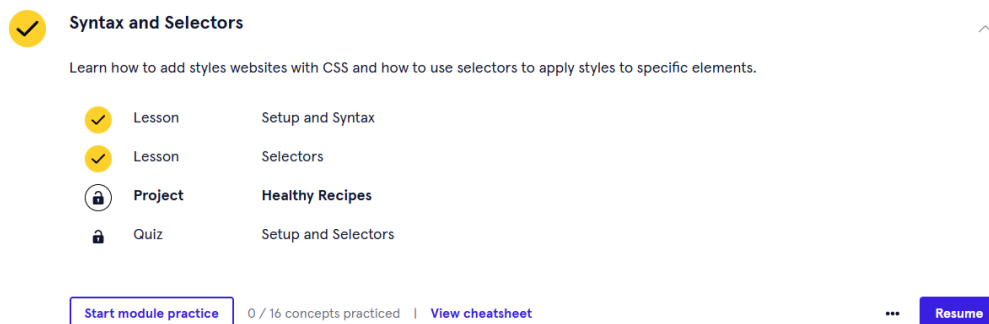 Syntax and Selectors
Learn how to add styles websites with CSS and how to use selectors to apply styles to specific elements.
Lesson Setup and Syntax
Lesson Selectors
Project Healthy Recipes
Quiz Setup and Selectors
Start module practice 0 / 16 concepts practiced | View cheatsheet ••• Resume